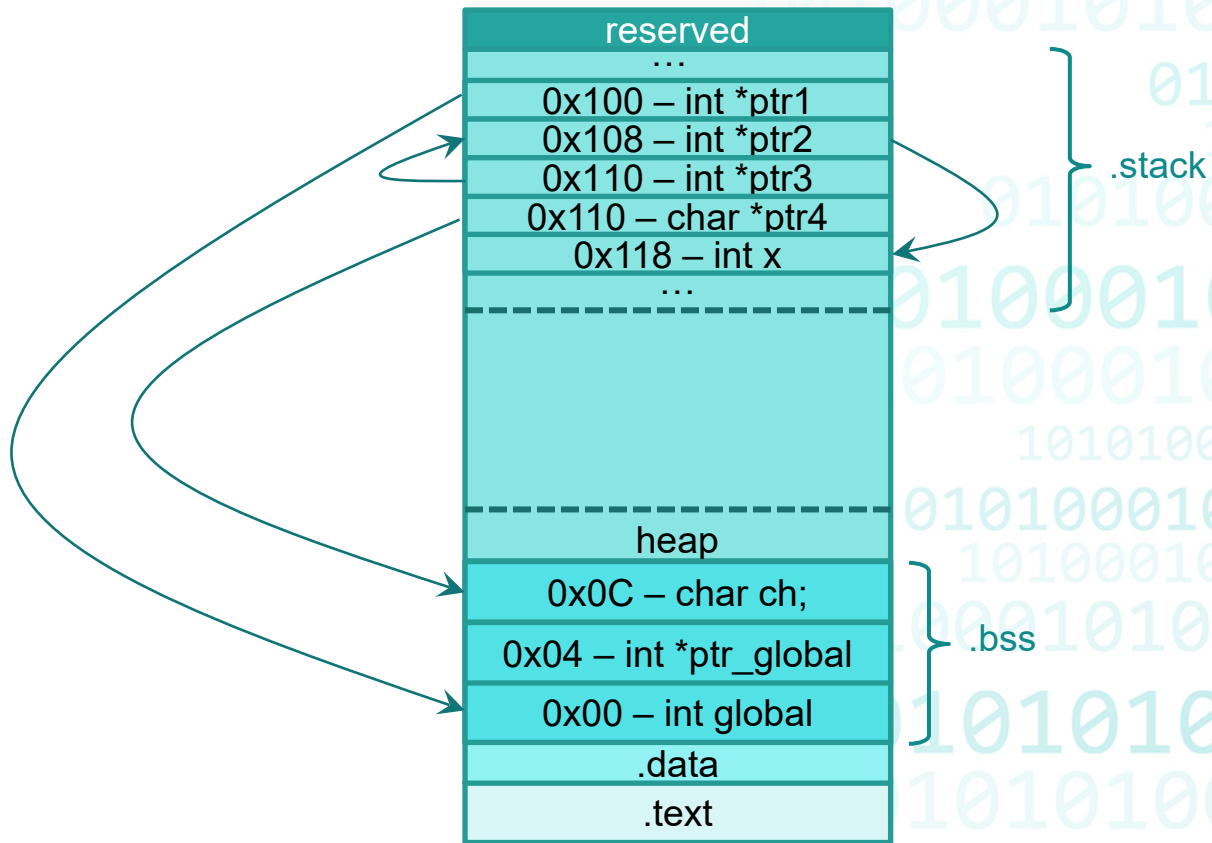 reserved
...
0x100 – int *ptr1
0x108 – int *ptr2
0x110 – int *ptr3
0x110 – char *ptr4
0x118 – int x
...
.stack
heap
0x0C – char ch;
0x04 – int *ptr_global
0x00 – int global
.bss
.data
.text